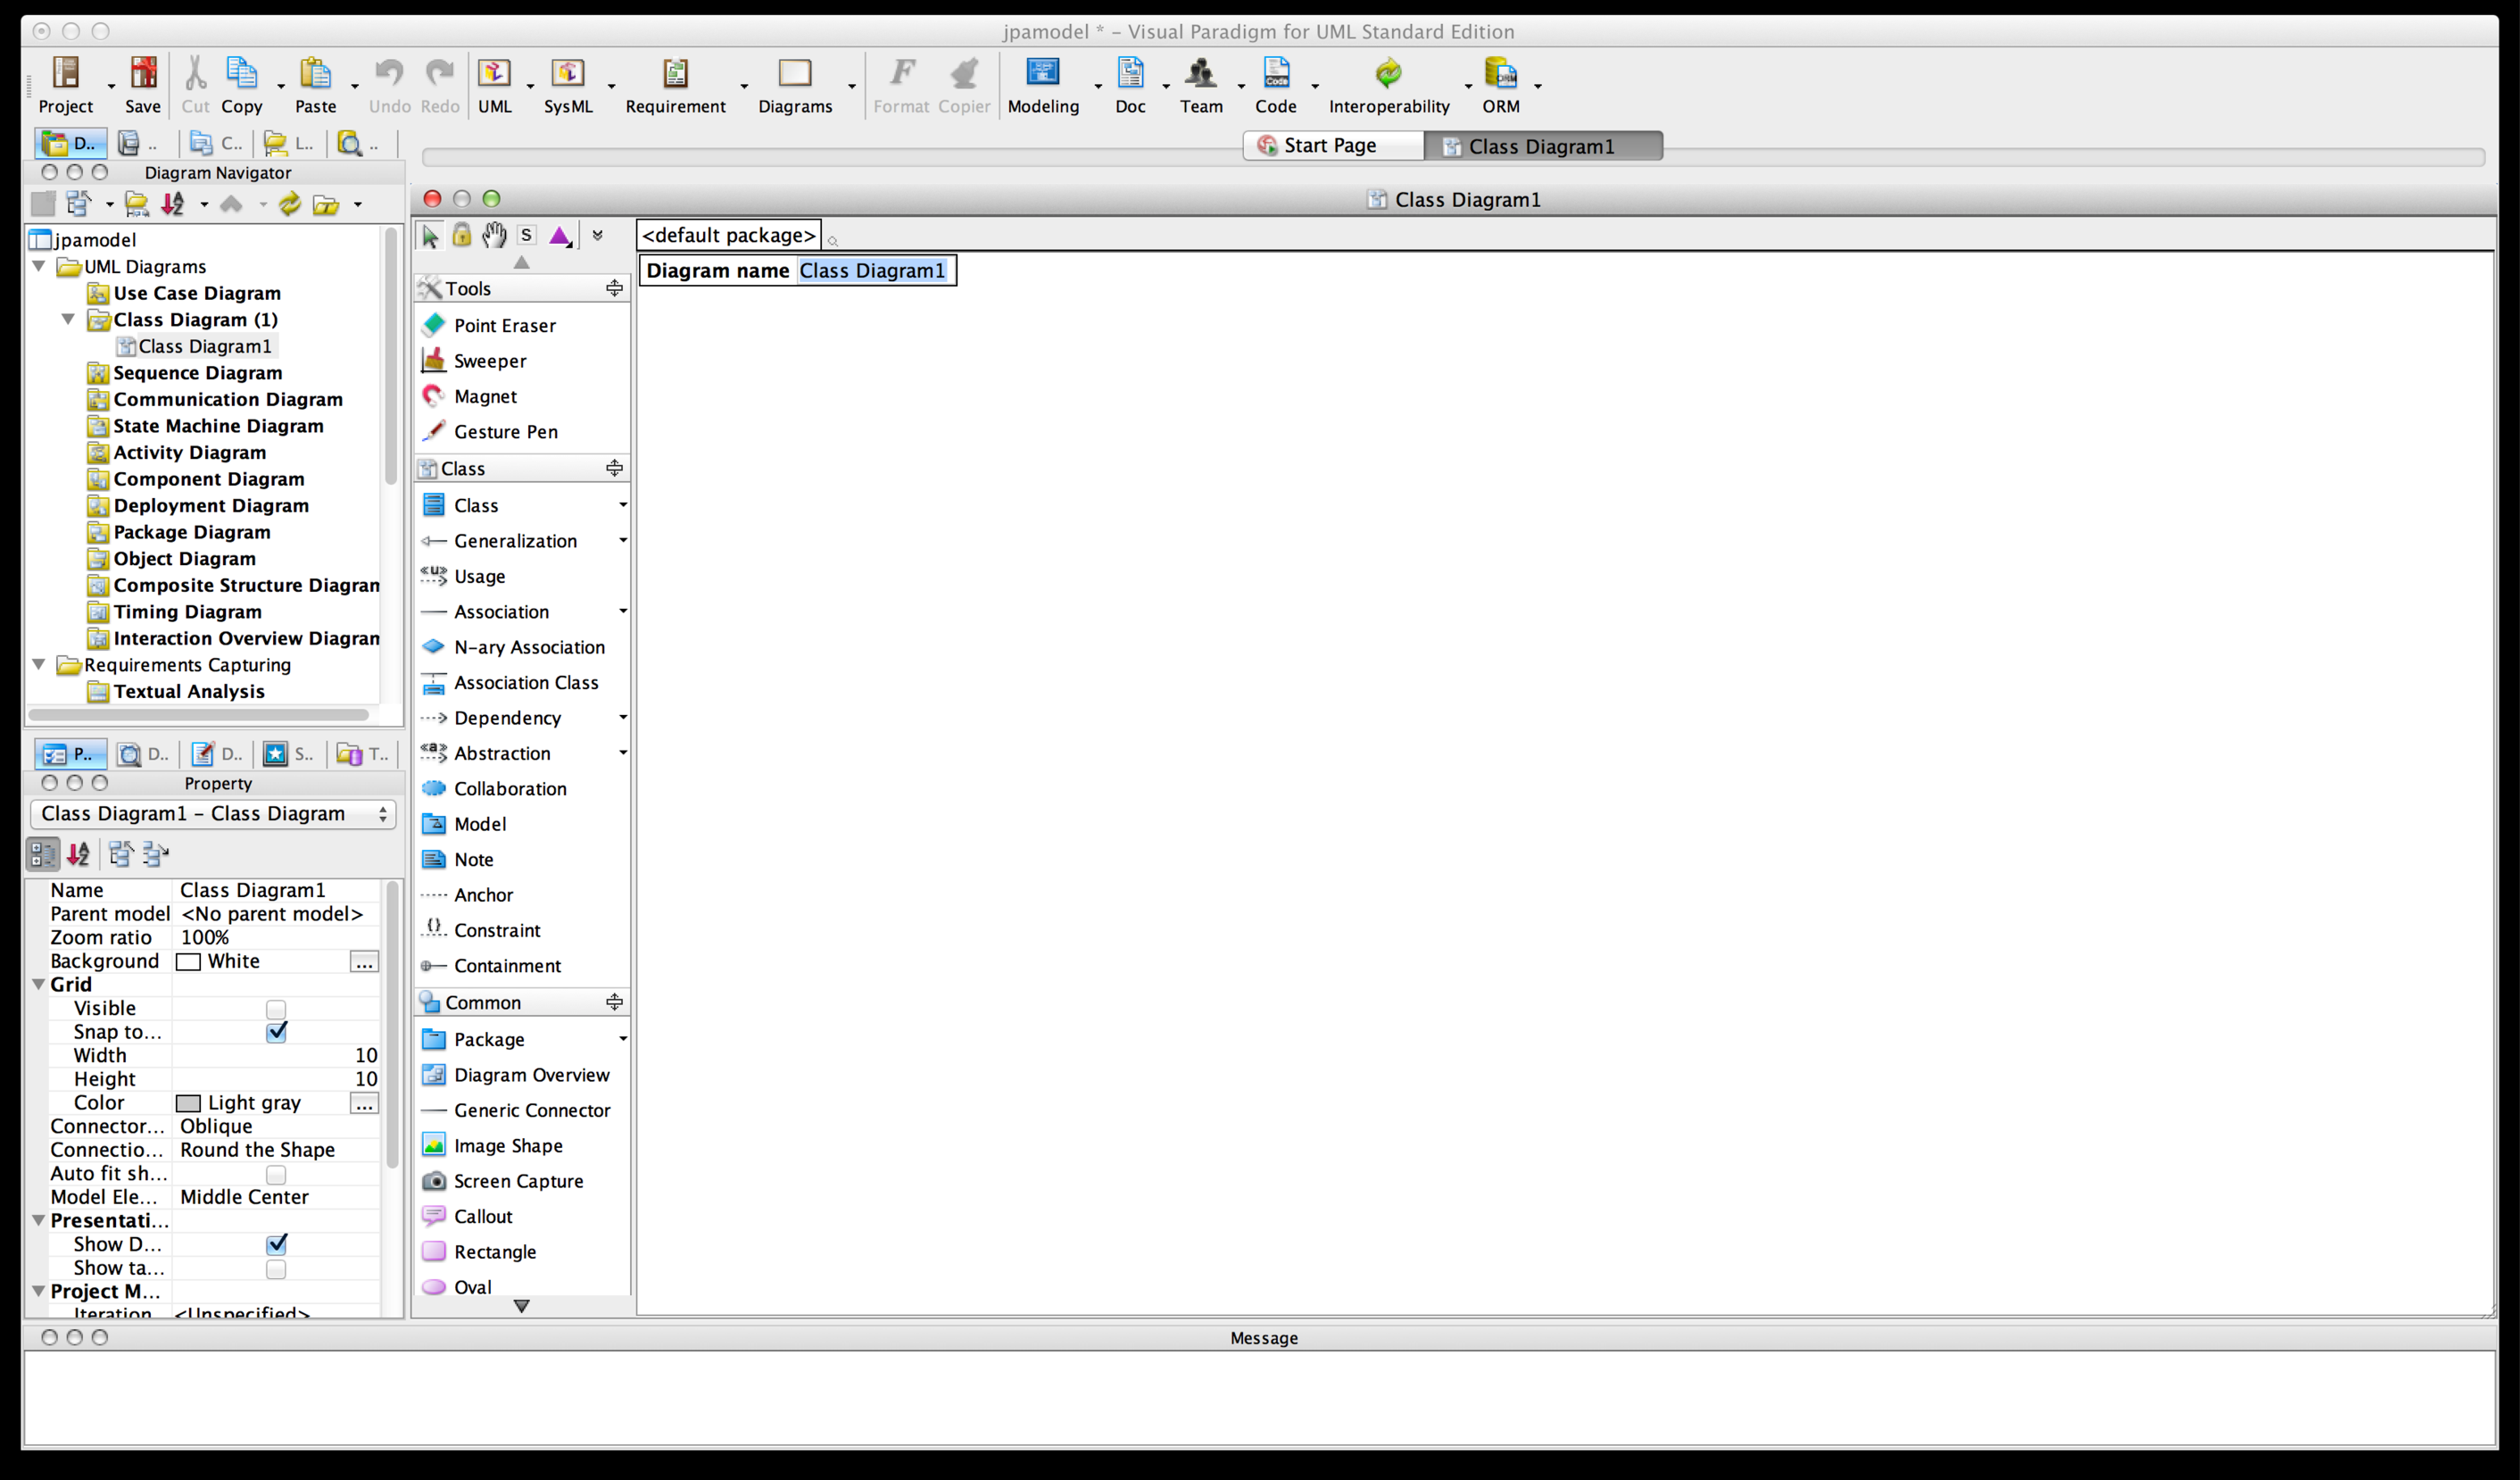 jpamodel * – Visual Paradigm for UML Standard Edition
Project Save Cut Copy Paste Undo Redo UML SysML Requirement Diagrams Format Copier Modeling Doc Team Code Interoperability ORM
D.. .. C.. L.. ..
Start Page Class Diagram1
Diagram Navigator
Class Diagram1
jpamodel
UML Diagrams
Use Case Diagram
Class Diagram (1)
Class Diagram1
Sequence Diagram
Communication Diagram
State Machine Diagram
Activity Diagram
Component Diagram
Deployment Diagram
Package Diagram
Object Diagram
Composite Structure Diagram
Timing Diagram
Interaction Overview Diagram
Requirements Capturing
Textual Analysis
P.. D.. D.. S.. T..
Property
Class Diagram1 – Class Diagram
Name Class Diagram1
Parent model <No parent model>
Zoom ratio 100%
Background White ...
Grid
Visible
Snap to...
Width 10
Height 10
Color Light gray ...
Connector... Oblique
Connectio... Round the Shape
Auto fit sh...
Model Ele... Middle Center
Presentati...
Show D...
Show ta...
Project M...
Iteration <Unspecified>
S
Tools
Point Eraser
Sweeper
Magnet
Gesture Pen
Class
Class
Generalization
«u» Usage
Association
N-ary Association
Association Class
Dependency
«a» Abstraction
Collaboration
Model
Note
Anchor
{} Constraint
Containment
Common
Package
Diagram Overview
Generic Connector
Image Shape
Screen Capture
Callout
Rectangle
Oval
<default package>
Diagram name Class Diagram1
Message